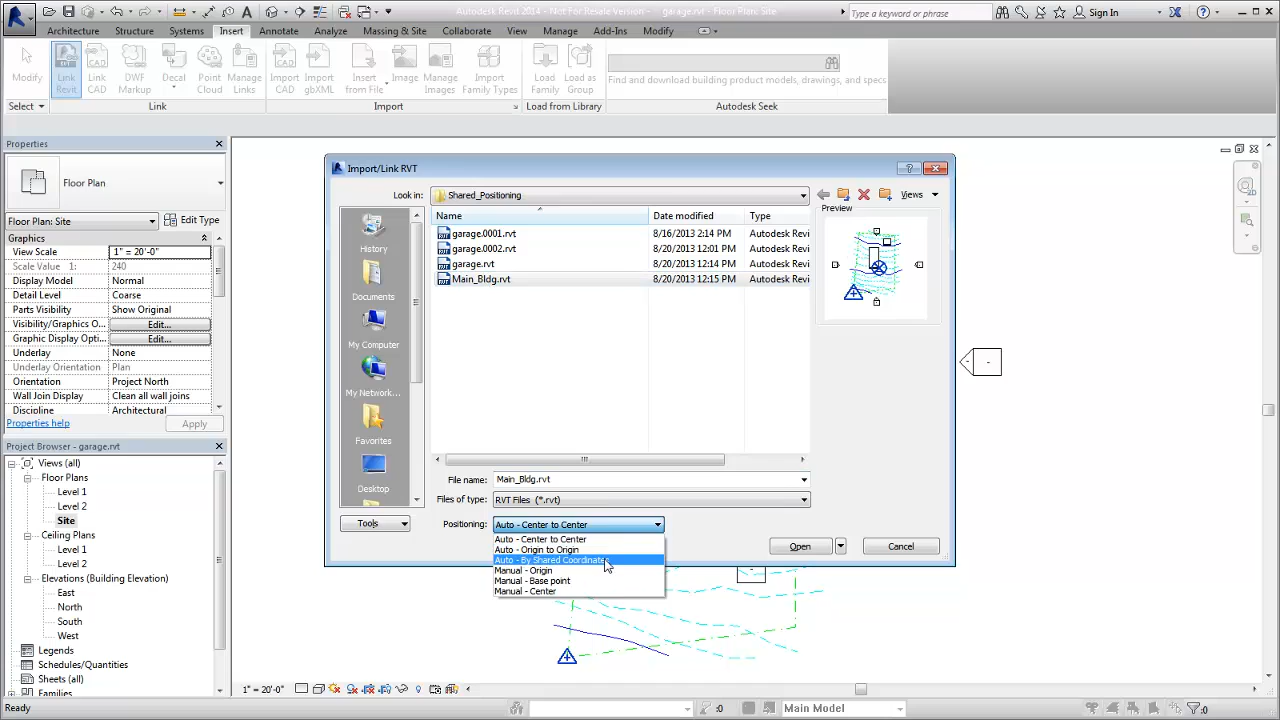 Autodesk Revit 2014 - Not For Resale Version - garage.rvt - Floor Plan: Site
Type a keyword or phrase
Sign In
Architecture Structure Systems Insert Annotate Analyze Massing & Site Collaborate View Manage Add-Ins Modify
Modify
Link Revit
Link CAD
DWF Markup
Decal
Point Cloud
Manage Links
Import CAD
Import gbXML
Insert from File
Image
Manage Images
Import Family Types
Load Family
Load as Group
Find and download building product models, drawings, and specs
Select
Link
Import
Load from Library
Autodesk Seek
Properties
Floor Plan
Floor Plan: Site
Edit Type
Graphics
View Scale 1" = 20'-0"
Scale Value 1: 240
Display Model Normal
Detail Level Coarse
Parts Visibility Show Original
Visibility/Graphics O... Edit...
Graphic Display Opti... Edit...
Underlay None
Underlay Orientation Plan
Orientation Project North
Wall Join Display Clean all wall joins
Discipline Architectural
Properties help
Apply
Project Browser - garage.rvt
Views (all)
Floor Plans
Level 1
Level 2
Site
Ceiling Plans
Level 1
Level 2
Elevations (Building Elevation)
East
North
South
West
Legends
Schedules/Quantities
Sheets (all)
Families
Import/Link RVT
Look in: Shared_Positioning
Views
Preview
History
Documents
My Computer
My Network...
Favorites
Desktop
Name Date modified Type
garage.0001.rvt 8/16/2013 2:14 PM Autodesk Revi
garage.0002.rvt 8/20/2013 12:01 PM Autodesk Revi
garage.rvt 8/20/2013 12:14 PM Autodesk Revi
Main_Bldg.rvt 8/20/2013 12:15 PM Autodesk Revi
File name: Main_Bldg.rvt
Files of type: RVT Files (*.rvt)
Tools
Positioning: Auto - Center to Center
Auto - Center to Center
Auto - Origin to Origin
Auto - By Shared Coordinates
Manual - Origin
Manual - Base point
Manual - Center
Open
Cancel
1" = 20'-0"
Ready
:0
Main Model
:0